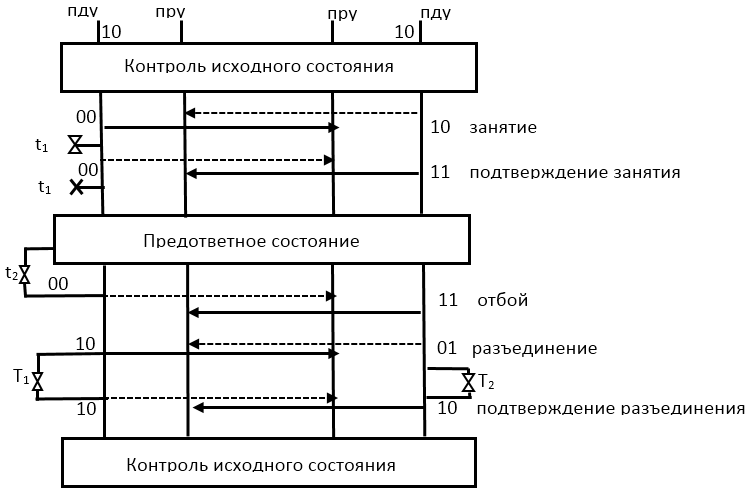 пду пру пру пду
10 10
Контроль исходного состояния
00
10 занятие
t1
00 11 подтверждение занятия
t1
Предответное состояние
t2
00
11 отбой
10 01 разъединение
T1 T2
10 10 подтверждение разъединения
Контроль исходного состояния